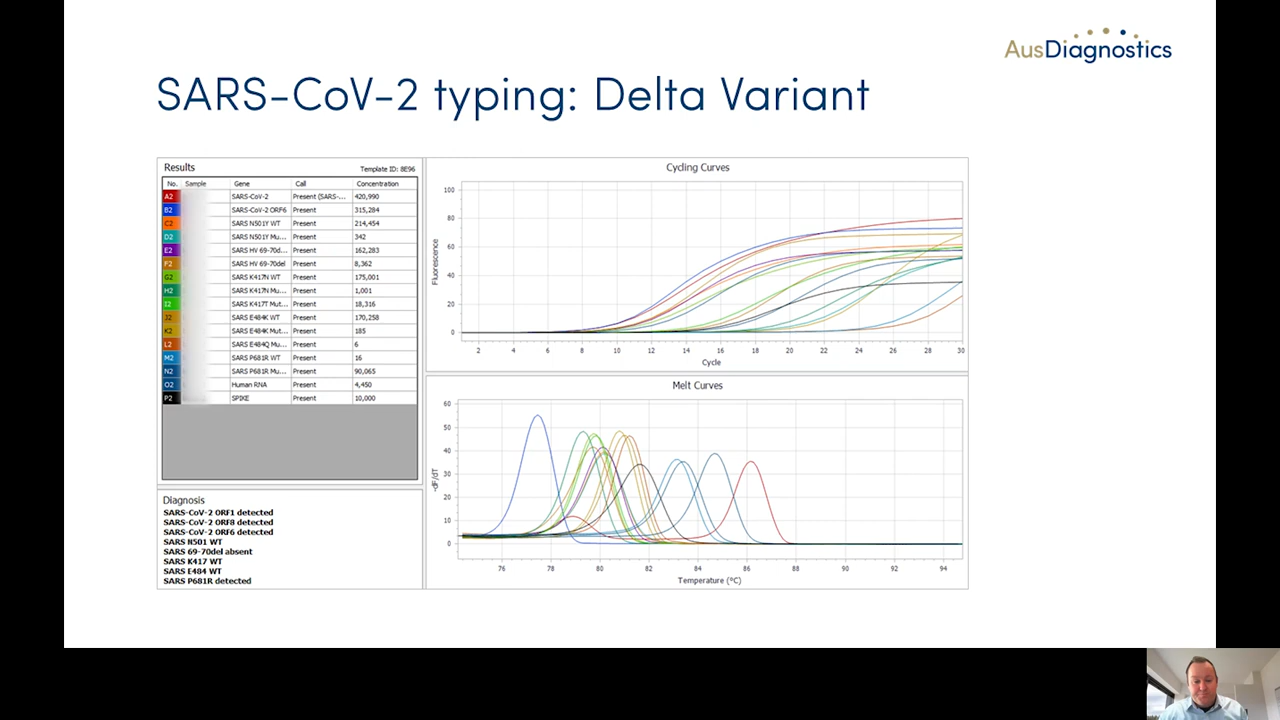 AusDiagnostics
SARS-CoV-2 typing: Delta Variant
Results
Template ID: 8E96
No. Sample Gene Call Concentration
A2 SARS-CoV-2 Present (SARS-... 420,990
B2 SARS-CoV-2 ORF6 Present 315,284
C2 SARS N501Y WT Present 214,454
D2 SARS N501Y Mu... Present 342
E2 SARS HV 69-70d... Present 162,283
F2 SARS HV 69-70del Present 8,362
G2 SARS K417N WT Present 175,001
H2 SARS K417N Mu... Present 1,001
I2 SARS K417T Mut... Present 18,316
J2 SARS E484K WT Present 170,258
K2 SARS E484K Mut... Present 185
L2 SARS E484Q Mu... Present 6
M2 SARS P681R WT Present 16
N2 SARS P681R Mu... Present 90,065
O2 Human RNA Present 4,450
P2 SPIKE Present 10,000
Diagnosis
SARS-CoV-2 ORF1 detected
SARS-CoV-2 ORF8 detected
SARS-CoV-2 ORF6 detected
SARS N501 WT
SARS 69-70del absent
SARS K417 WT
SARS E484 WT
SARS P681R detected
Cycling Curves
100
80
60
40
20
0
Fluorescence
2 4 6 8 10 12 14 16 18 20 22 24 26 28 30
Cycle
Melt Curves
60
50
40
30
20
10
0
-dF/dT
76 78 80 82 84 86 88 90 92 94
Temperature (°C)